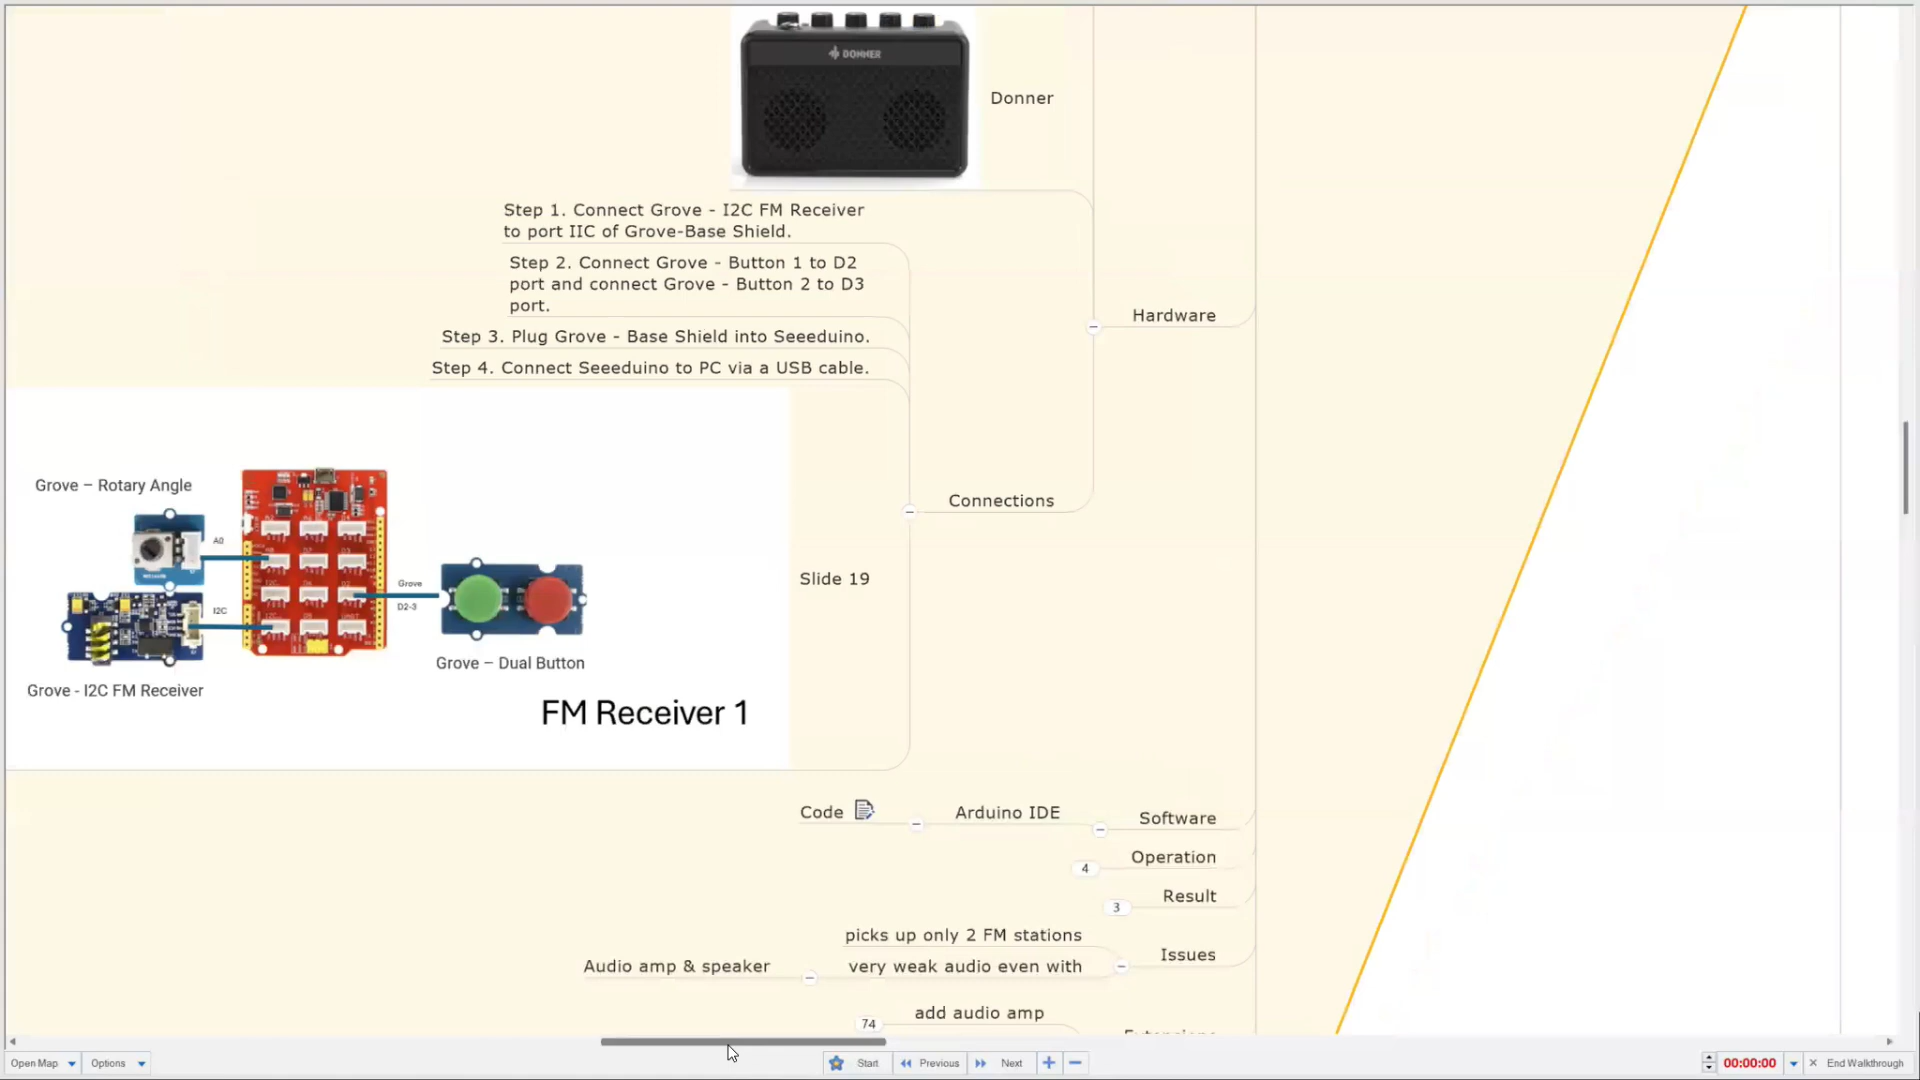 DONNER
Donner
Step 1. Connect Grove - I2C FM Receiver
to port IIC of Grove-Base Shield.
Step 2. Connect Grove - Button 1 to D2
port and connect Grove - Button 2 to D3
port.
Step 3. Plug Grove - Base Shield into Seeeduino.
Step 4. Connect Seeeduino to PC via a USB cable.
Hardware
Connections
Slide 19
Grove – Rotary Angle
A0
I2C
Grove
D2-3
Grove – Dual Button
Grove - I2C FM Receiver
FM Receiver 1
Code
Arduino IDE
Software
4
Operation
3
Result
picks up only 2 FM stations
Audio amp & speaker
very weak audio even with
Issues
add audio amp
74
Open Map
Options
Start
Previous
Next
00:00:00
End Walkthrough